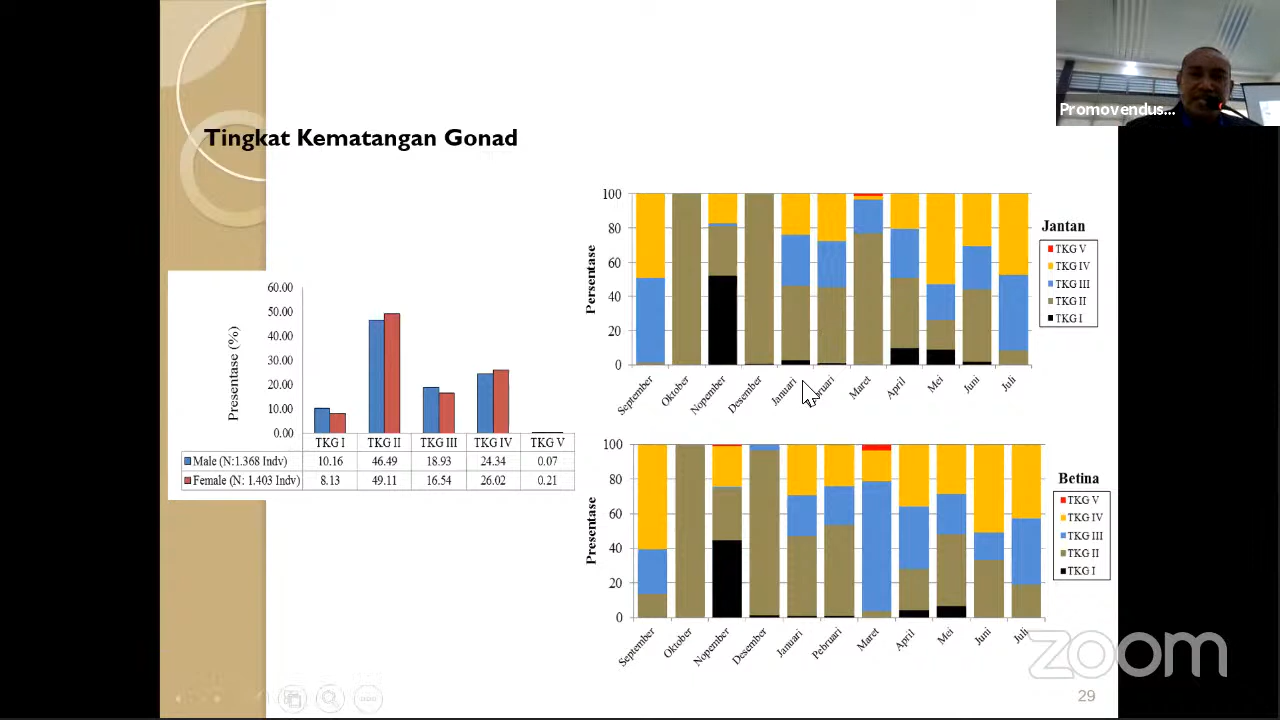 Promovendus...
Tingkat Kematangan Gonad
Presentase (%)
60.00
50.00
40.00
30.00
20.00
10.00
0.00
TKG I TKG II TKG III TKG IV TKG V
Male (N:1.368 Indv) 10.16 46.49 18.93 24.34 0.07
Female (N: 1.403 Indv) 8.13 49.11 16.54 26.02 0.21
Persentase
100
80
60
40
20
0
September Oktober Nopember Desember Januari Maret April Mei Juni Juli
Jantan
TKG V
TKG IV
TKG III
TKG II
TKG I
Presentase
100
80
60
40
20
0
September Oktober Nopember Desember Januari Pebruari Maret April Mei Juni Juli
Betina
TKG V
TKG IV
TKG III
TKG II
TKG I
zoom
29